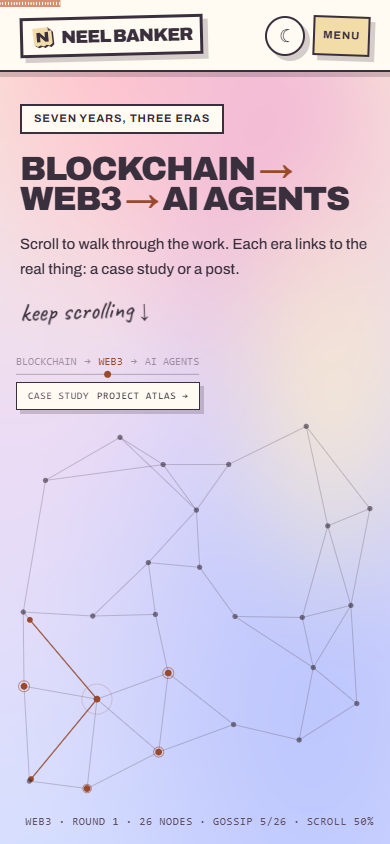 N NEEL BANKER
☾
MENU
SEVEN YEARS, THREE ERAS
BLOCKCHAIN→
WEB3→AI AGENTS
Scroll to walk through the work. Each era links to the
real thing: a case study or a post.
keep scrolling ↓
BLOCKCHAIN → WEB3 → AI AGENTS
CASE STUDY PROJECT ATLAS →
WEB3 · ROUND 1 · 26 NODES · GOSSIP 5/26 · SCROLL 50%